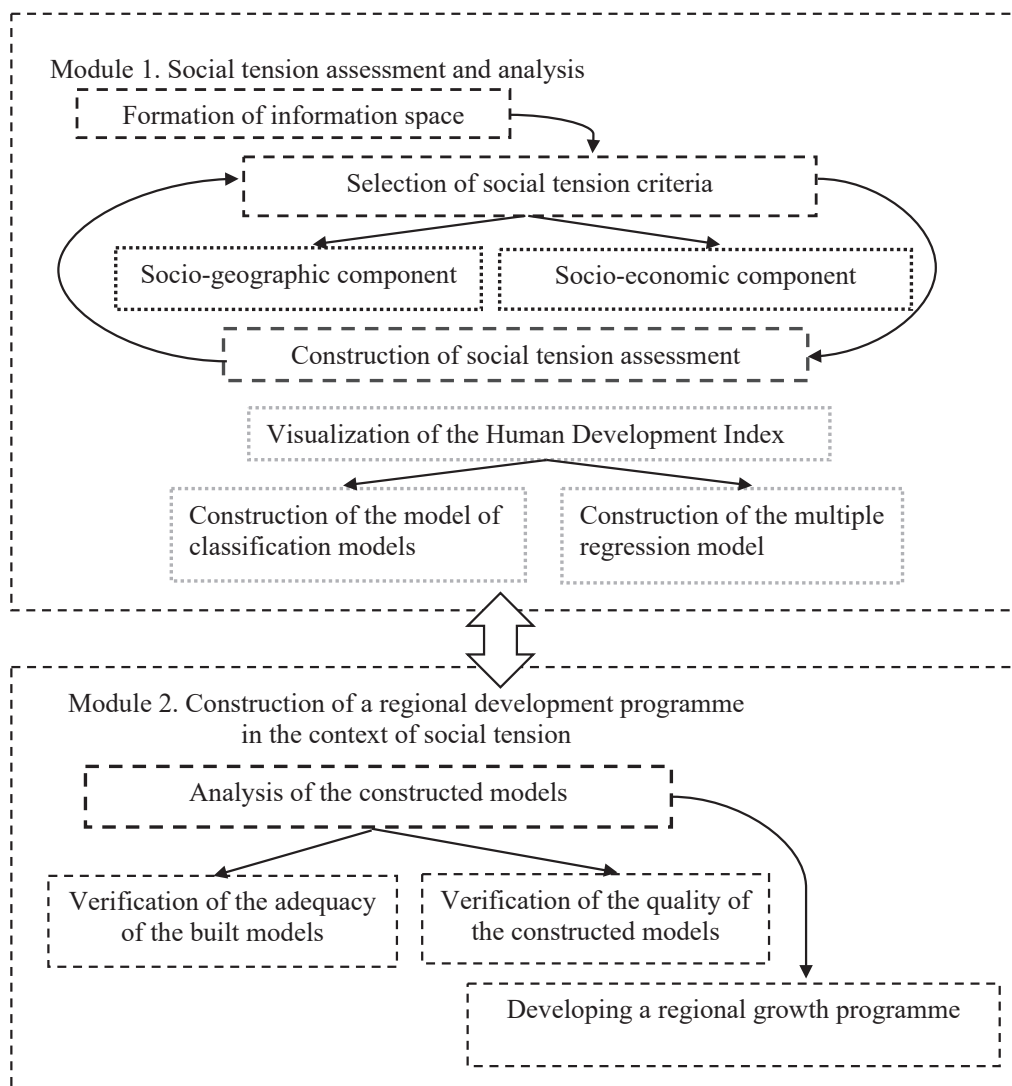 Module 1. Social tension assessment and analysis
Formation of information space
Selection of social tension criteria
Socio-geographic component
Socio-economic component
Construction of social tension assessment
Visualization of the Human Development Index
Construction of the model of
classification models
Construction of the multiple
regression model
Module 2. Construction of a regional development programme
in the context of social tension
Analysis of the constructed models
Verification of the adequacy
of the built models
Verification of the quality of
the constructed models
Developing a regional growth programme